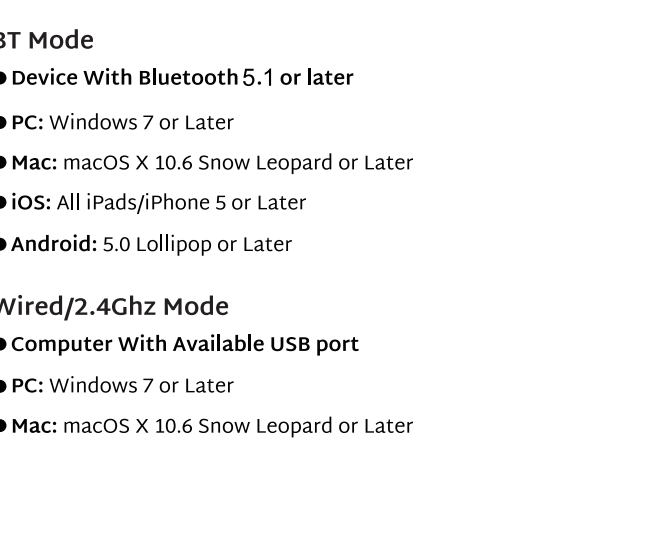 BT Mode
● Device With Bluetooth 5.1 or later
● PC: Windows 7 or Later
● Mac: macOS X 10.6 Snow Leopard or Later
● iOS: All iPads/iPhone 5 or Later
● Android: 5.0 Lollipop or Later
Wired/2.4Ghz Mode
● Computer With Available USB port
● PC: Windows 7 or Later
● Mac: macOS X 10.6 Snow Leopard or Later